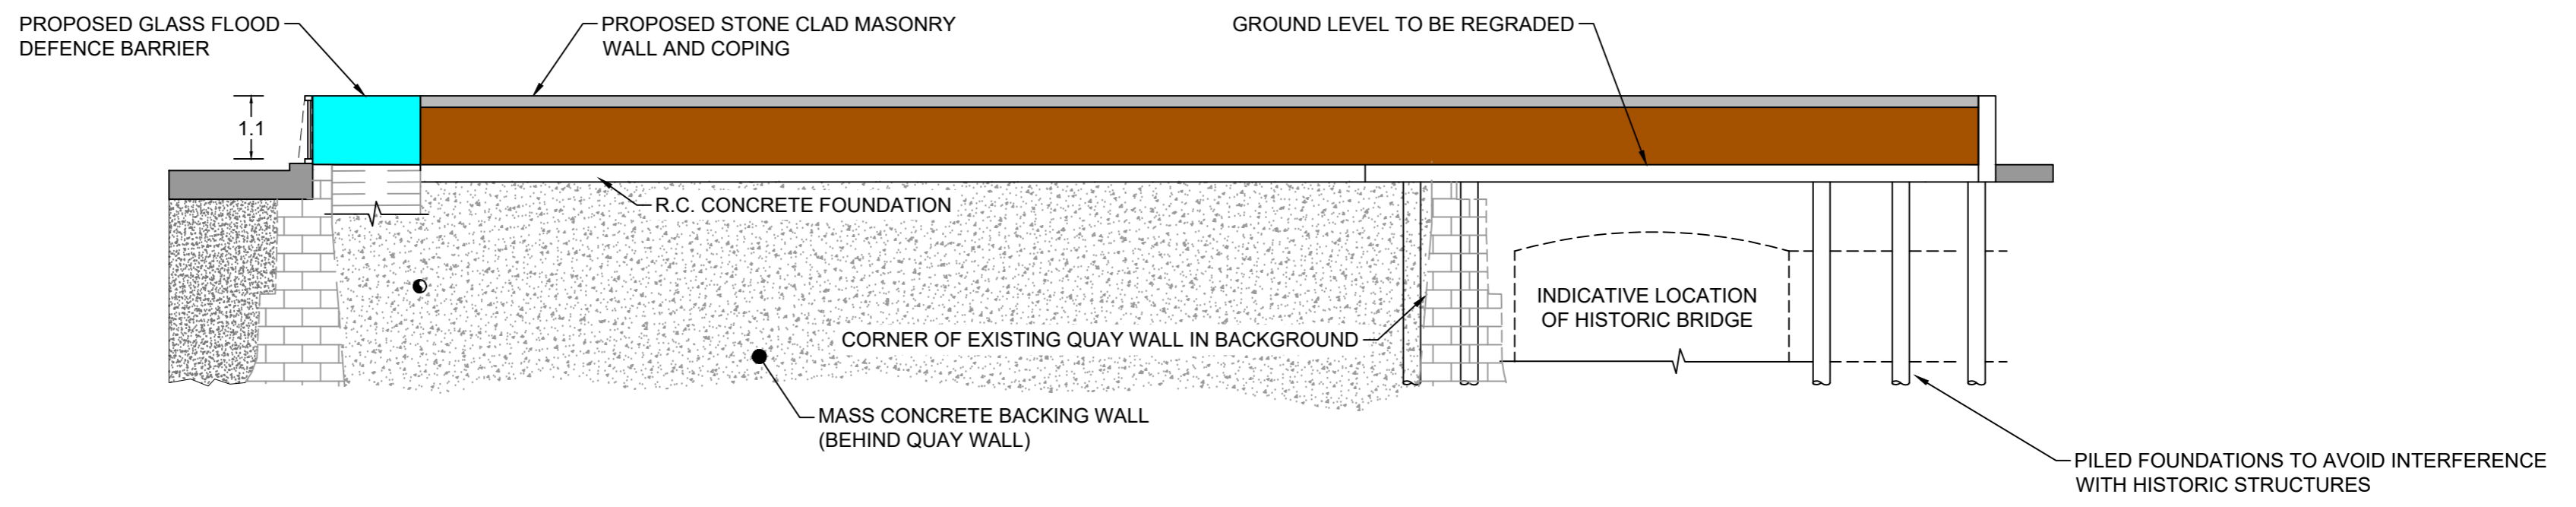 PROPOSED GLASS FLOOD
DEFENCE BARRIER
PROPOSED STONE CLAD MASONRY
WALL AND COPING
GROUND LEVEL TO BE REGRADED
1.1
R.C. CONCRETE FOUNDATION
INDICATIVE LOCATION
OF HISTORIC BRIDGE
CORNER OF EXISTING QUAY WALL IN BACKGROUND
MASS CONCRETE BACKING WALL
(BEHIND QUAY WALL)
PILED FOUNDATIONS TO AVOID INTERFERENCE
WITH HISTORIC STRUCTURES